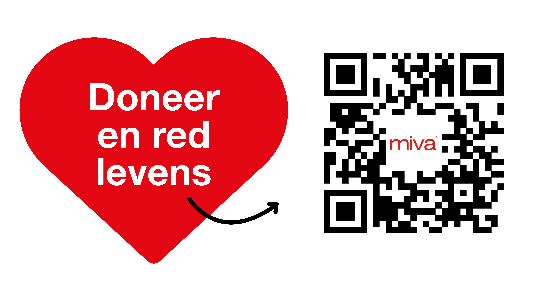 Doneer
en red
levens
miva